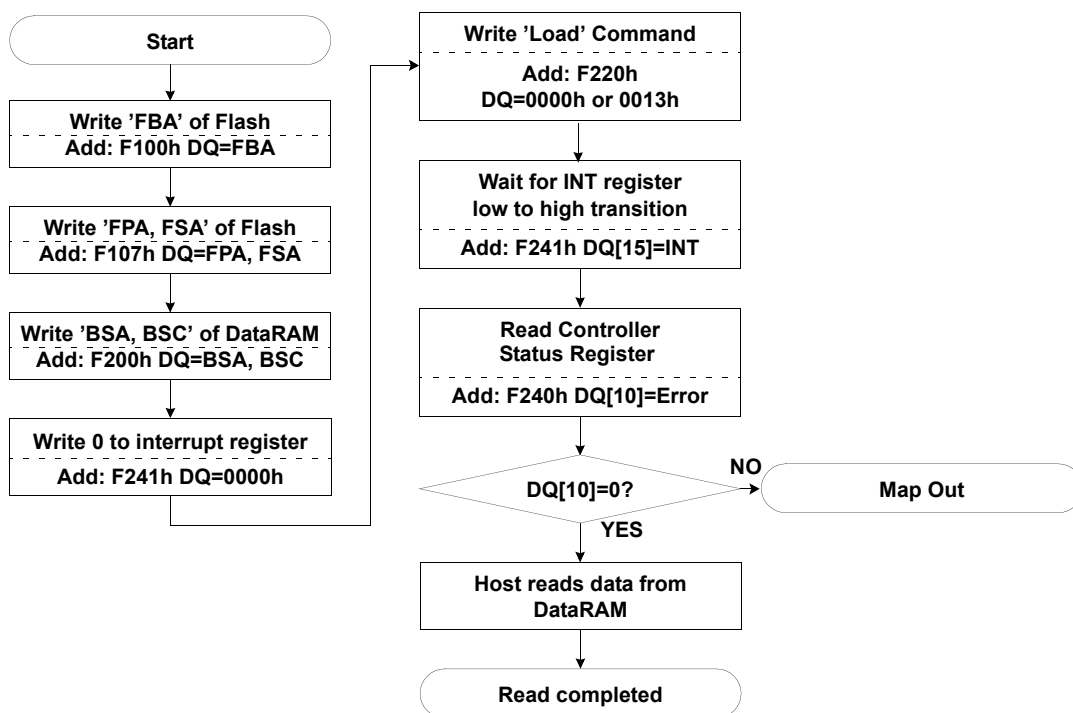 Start
Write ’FBA’ of Flash
Add: F100h DQ=FBA
Write ’FPA, FSA’ of Flash
Add: F107h DQ=FPA, FSA
Write ’BSA, BSC’ of DataRAM
Add: F200h DQ=BSA, BSC
Write 0 to interrupt register
Add: F241h DQ=0000h
Write ’Load’ Command
Add: F220h
DQ=0000h or 0013h
Wait for INT register
low to high transition
Add: F241h DQ[15]=INT
Read Controller
Status Register
Add: F240h DQ[10]=Error
DQ[10]=0?
NO
Map Out
YES
Host reads data from
DataRAM
Read completed